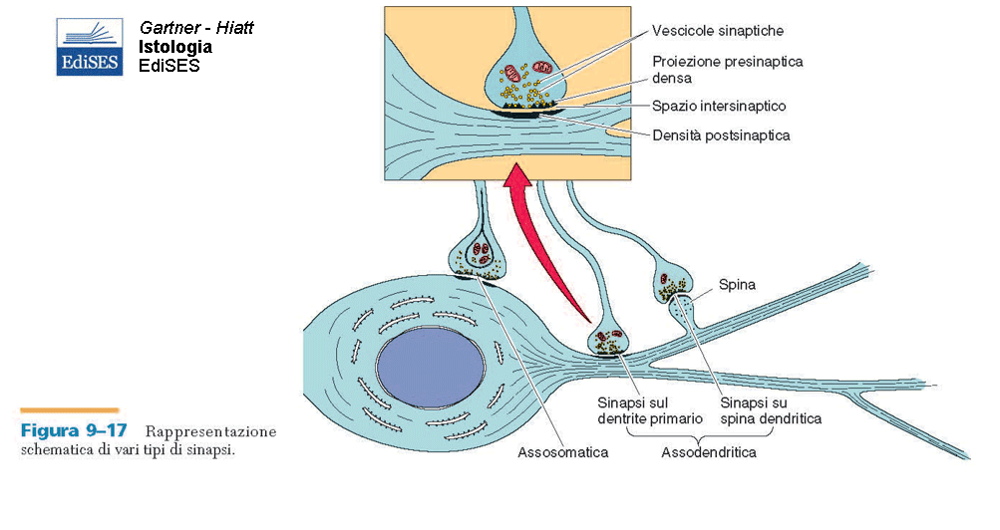 Gartner - Hiatt
Istologia
EdiSES
EdiSES
Vescicole sinaptiche
Proiezione presinaptica
densa
Spazio intersinaptico
Densità postsinaptica
Spina
Sinapsi sul
dentrite primario
Sinapsi su
spina dendritica
Assosomatica
Assodendritica
Figura 9–17 Rappresentazione
schematica di vari tipi di sinapsi.